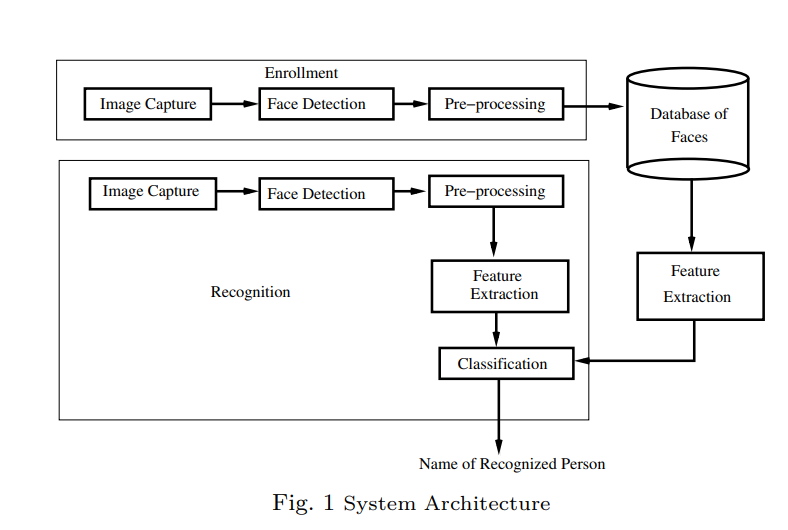 Enrollment
Image Capture
Face Detection
Pre−processing
Database of
Faces
Image Capture
Face Detection
Pre-processing
Feature
Extraction
Recognition
Classification
Feature
Extraction
Name of Recognized Person
Fig. 1 System Architecture